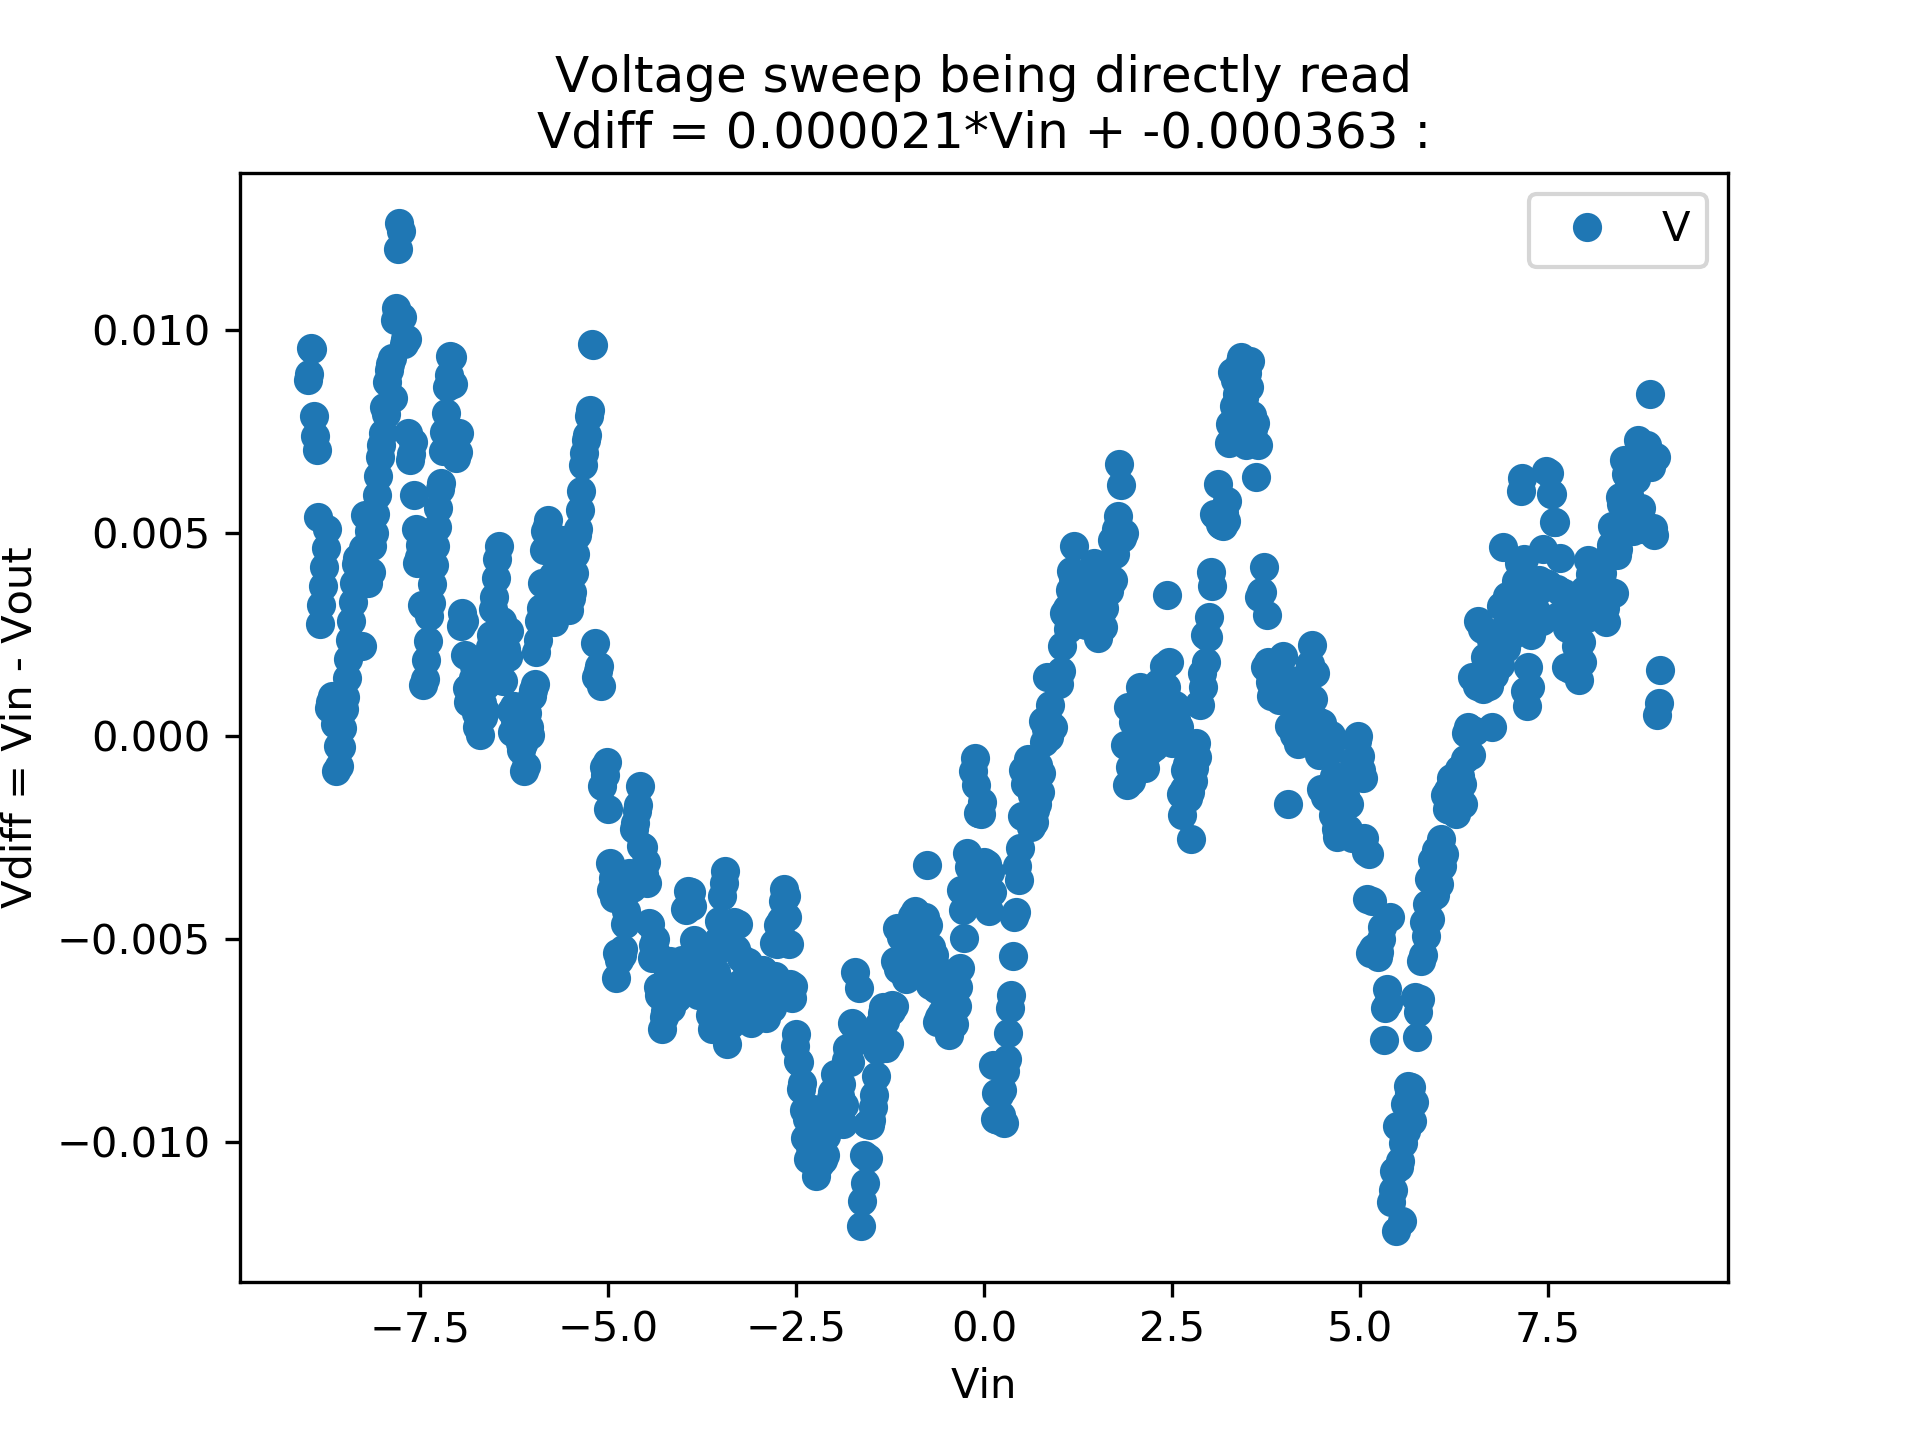 Voltage sweep being directly read
Vdiff = 0.000021*Vin + -0.000363 :
V
Vdiff = Vin - Vout
0.010
0.005
0.000
−0.005
−0.010
−7.5
−5.0
−2.5
0.0
2.5
5.0
7.5
Vin